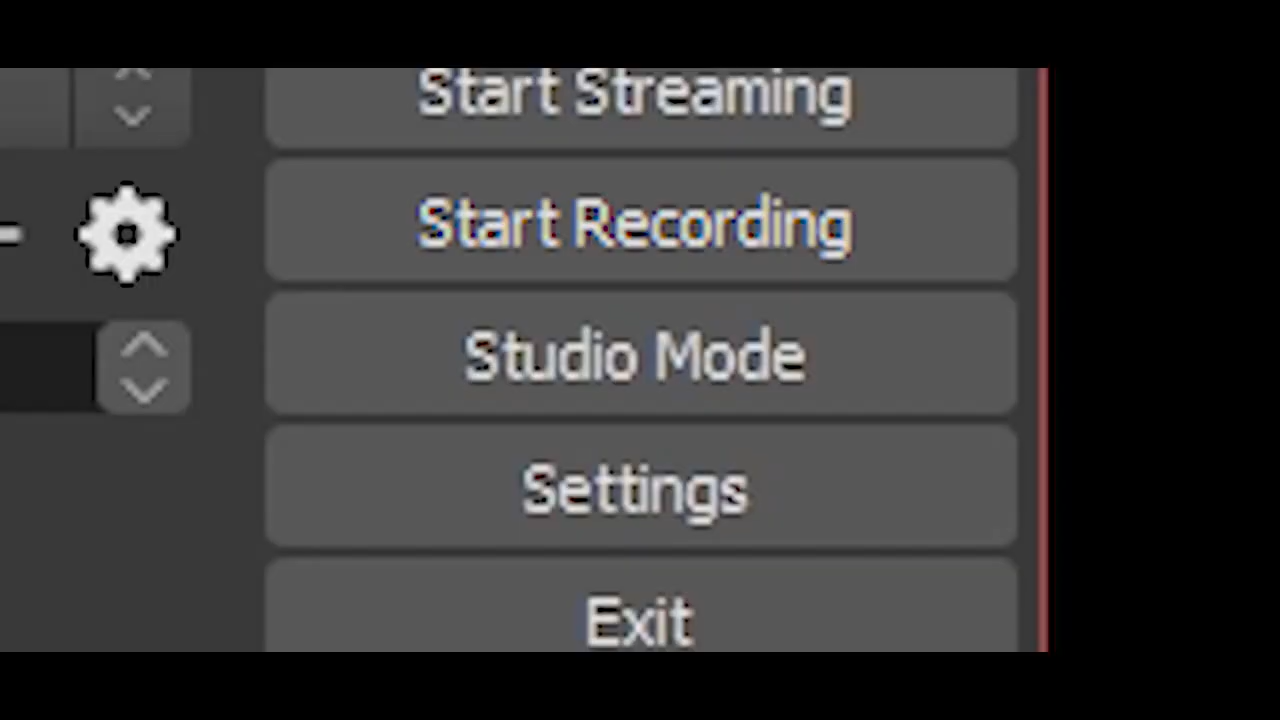 Start Streaming
Start Recording
Studio Mode
Settings
Exit